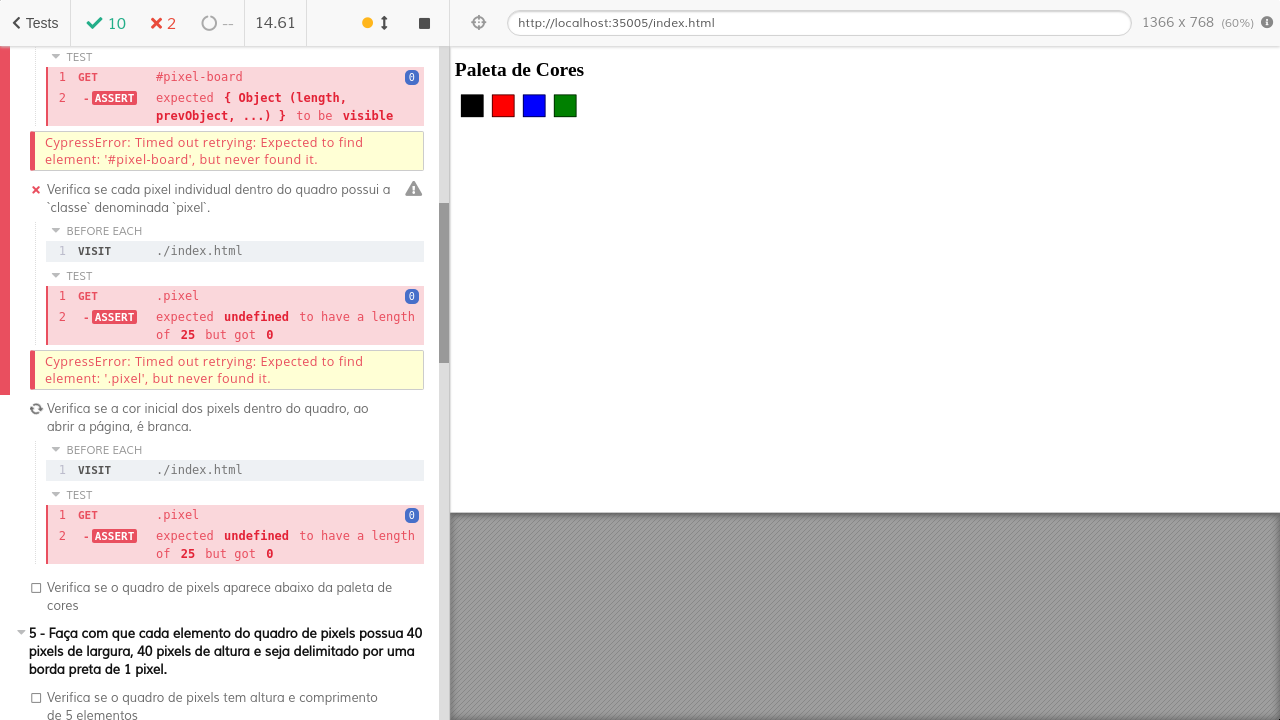 Tests
10
2
--
14.61
http://localhost:35005/index.html
1366 x 768 (60%)
TEST
1 GET #pixel-board 0
2 -ASSERT expected { Object (length,
prevObject, ...) } to be visible
CypressError: Timed out retrying: Expected to find
element: '#pixel-board', but never found it.
Verifica se cada pixel individual dentro do quadro possui a
`classe` denominada `pixel`.
BEFORE EACH
1 VISIT ./index.html
TEST
1 GET .pixel 0
2 -ASSERT expected undefined to have a length
of 25 but got 0
CypressError: Timed out retrying: Expected to find
element: '.pixel', but never found it.
Verifica se a cor inicial dos pixels dentro do quadro, ao
abrir a página, é branca.
BEFORE EACH
1 VISIT ./index.html
TEST
1 GET .pixel 0
2 -ASSERT expected undefined to have a length
of 25 but got 0
Verifica se o quadro de pixels aparece abaixo da paleta de
cores
5 - Faça com que cada elemento do quadro de pixels possua 40
pixels de largura, 40 pixels de altura e seja delimitado por uma
borda preta de 1 pixel.
Verifica se o quadro de pixels tem altura e comprimento
de 5 elementos
Paleta de Cores